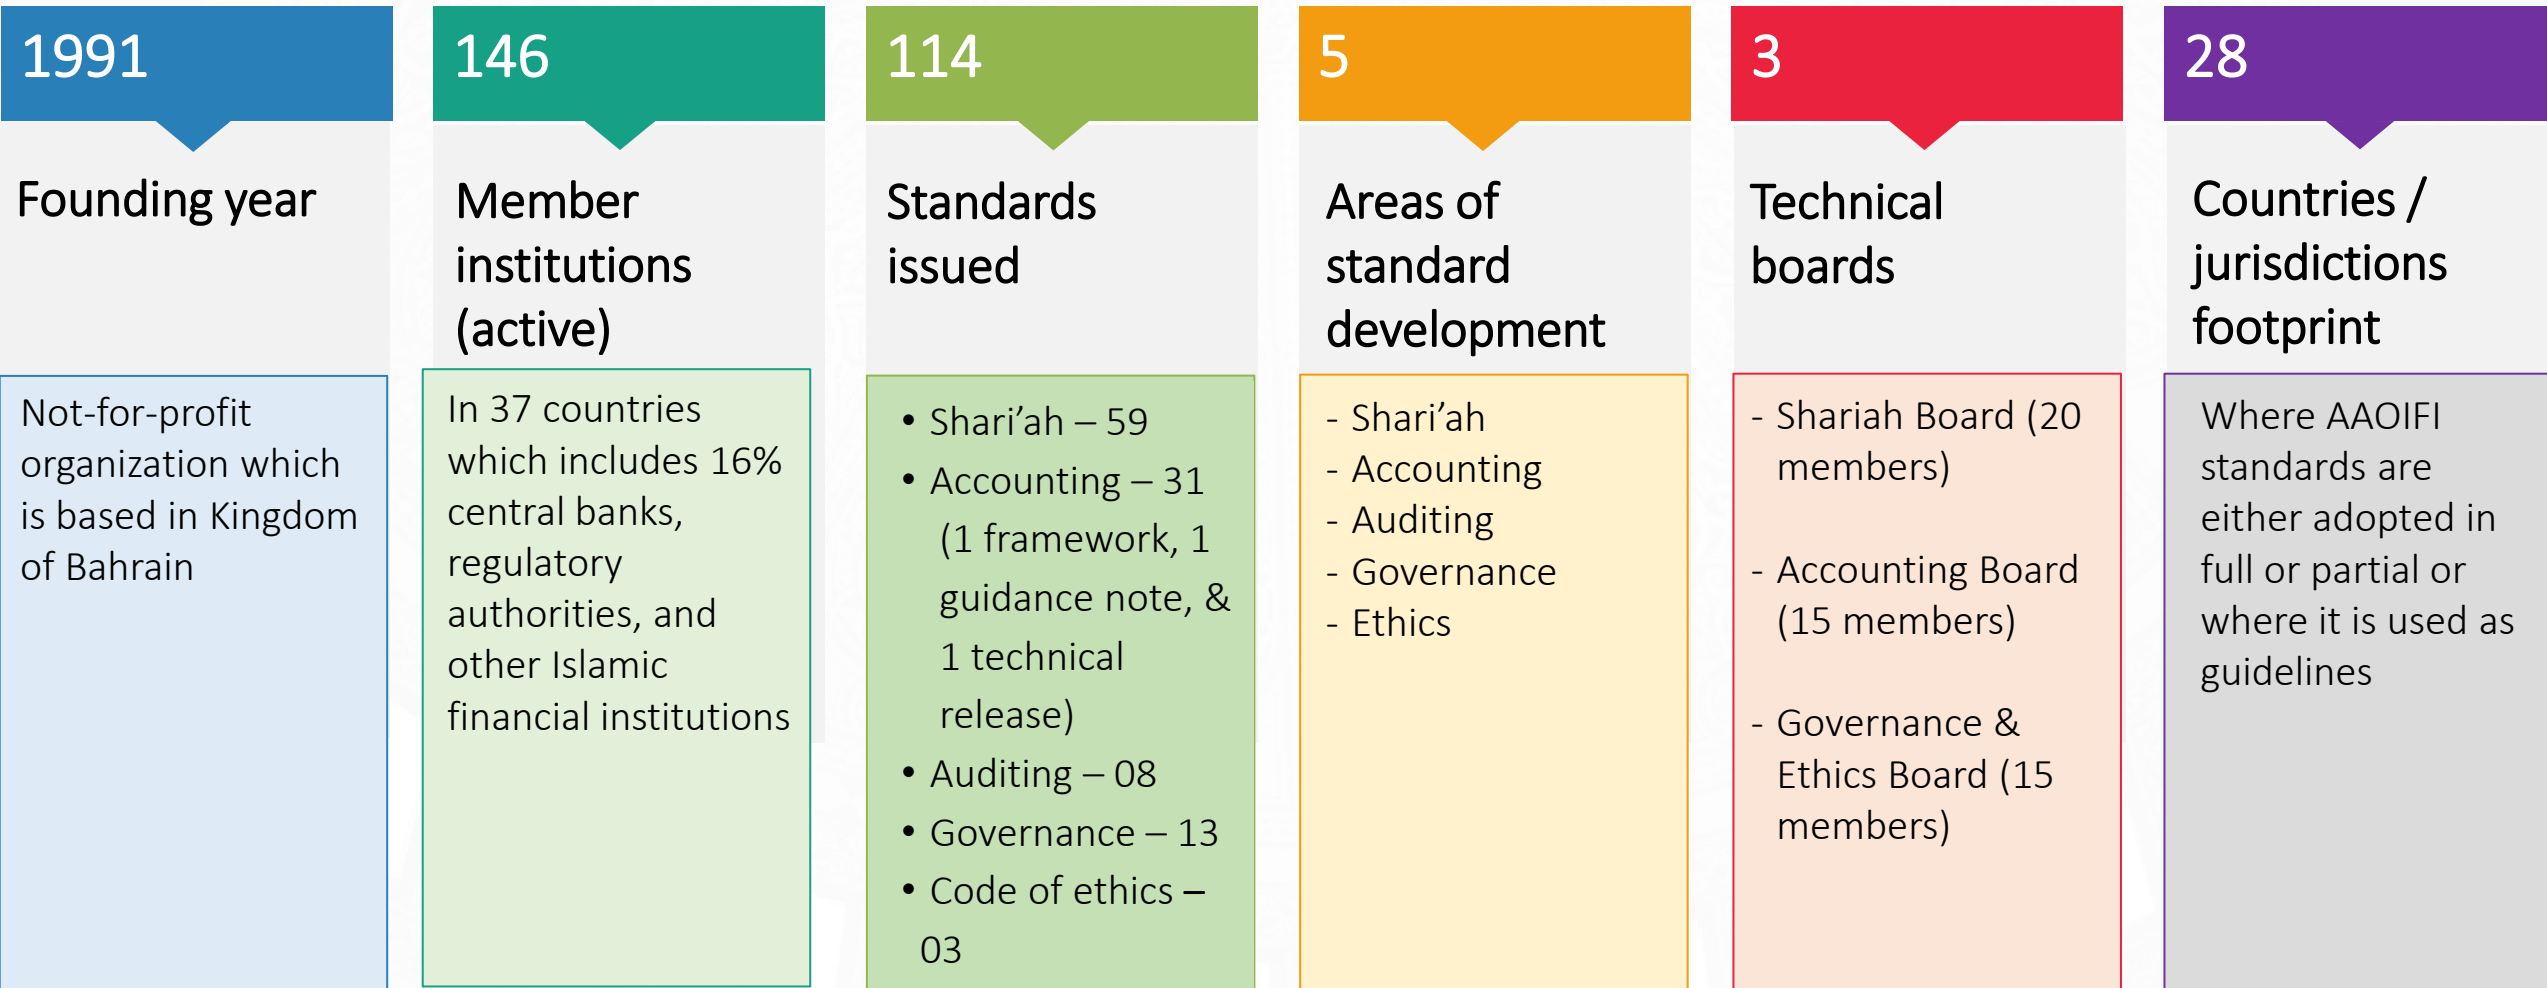 1991
Founding year
Not-for-profit
organization which
is based in Kingdom
of Bahrain
146
Member
institutions
(active)
In 37 countries
which includes 16%
central banks,
regulatory
authorities, and
other Islamic
financial institutions
114
Standards
issued
• Shari’ah – 59
• Accounting – 31
(1 framework, 1
guidance note, &
1 technical
release)
• Auditing – 08
• Governance – 13
• Code of ethics –
03
5
Areas of
standard
development
- Shari’ah
- Accounting
- Auditing
- Governance
- Ethics
3
Technical
boards
- Shariah Board (20
members)
- Accounting Board
(15 members)
- Governance &
Ethics Board (15
members)
28
Countries /
jurisdictions
footprint
Where AAOIFI
standards are
either adopted in
full or partial or
where it is used as
guidelines